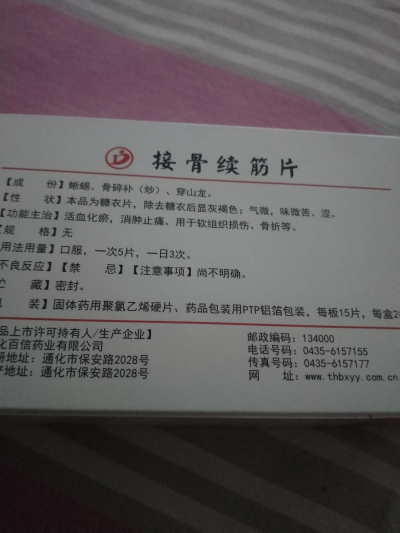 接骨续筋片
【成 份】蜥蜴、骨碎补（炒）、穿山龙。
【性 状】本品为糖衣片，除去糖衣后显灰褐色；气微，味微苦、涩。
【功能主治】活血化瘀，消肿止痛。用于软组织损伤、骨折等。
【规 格】无
用法用量】口服，一次5片，一日3次。
不良反应】【禁 忌】【注意事项】尚不明确。
藏】密封。
装】固体药用聚氯乙烯硬片、药品包装用PTP铝箔包装，每板15片，每盒2
品上市许可持有人/生产企业】
化百信药业有限公司
册地址：通化市保安路2028号
地址：通化市保安路2028号
邮政编码：134000
电话号码：0435-6157155
传真号码：0435-6157177
网 址：www.thbxyy.com.cn